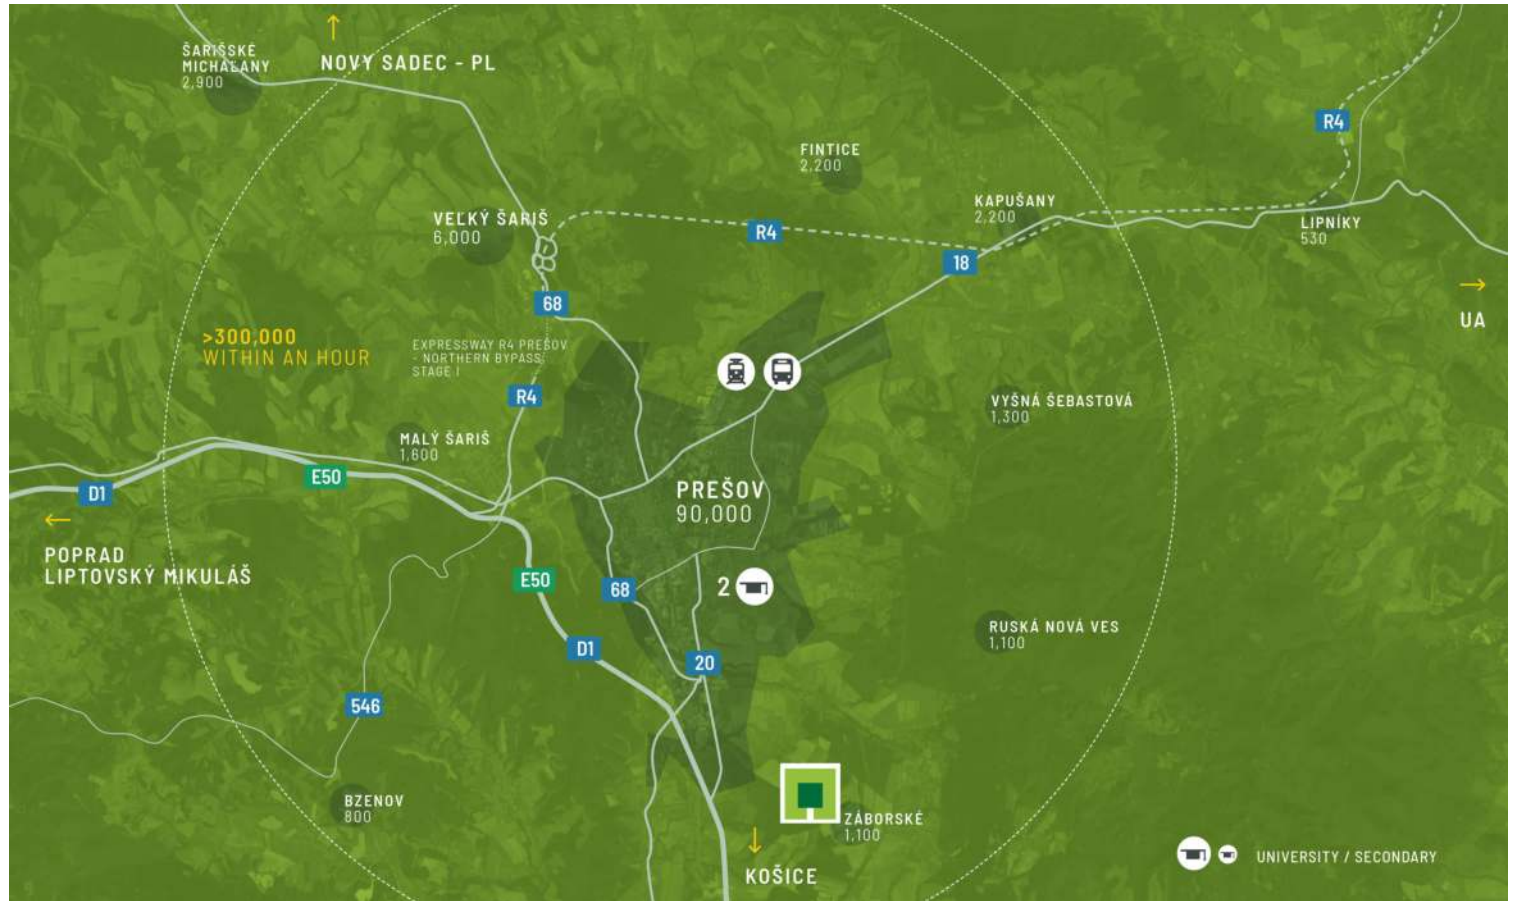 ŠARIŠSKÉ
MICHAĽANY
2,900
NOVY SADEC - PL
FINTICE
2,200
R4
KAPUŠANY
2,200
VEĽKÝ ŠARIŠ
6,000
R4
LIPNÍKY
530
18
68
UA
>300,000
WITHIN AN HOUR
EXPRESSWAY R4 PREŠOV
- NORTHERN BYPASS
STAGE I
R4
VYŠNÁ ŠEBASTOVÁ
1,300
MALÝ ŠARIŠ
1,600
E50
D1
PREŠOV
90,000
POPRAD
LIPTOVSKÝ MIKULÁŠ
E50
68
2
RUSKÁ NOVÁ VES
1,100
D1
20
546
BZENOV
800
ZÁBORSKÉ
1,100
KOŠICE
UNIVERSITY / SECONDARY